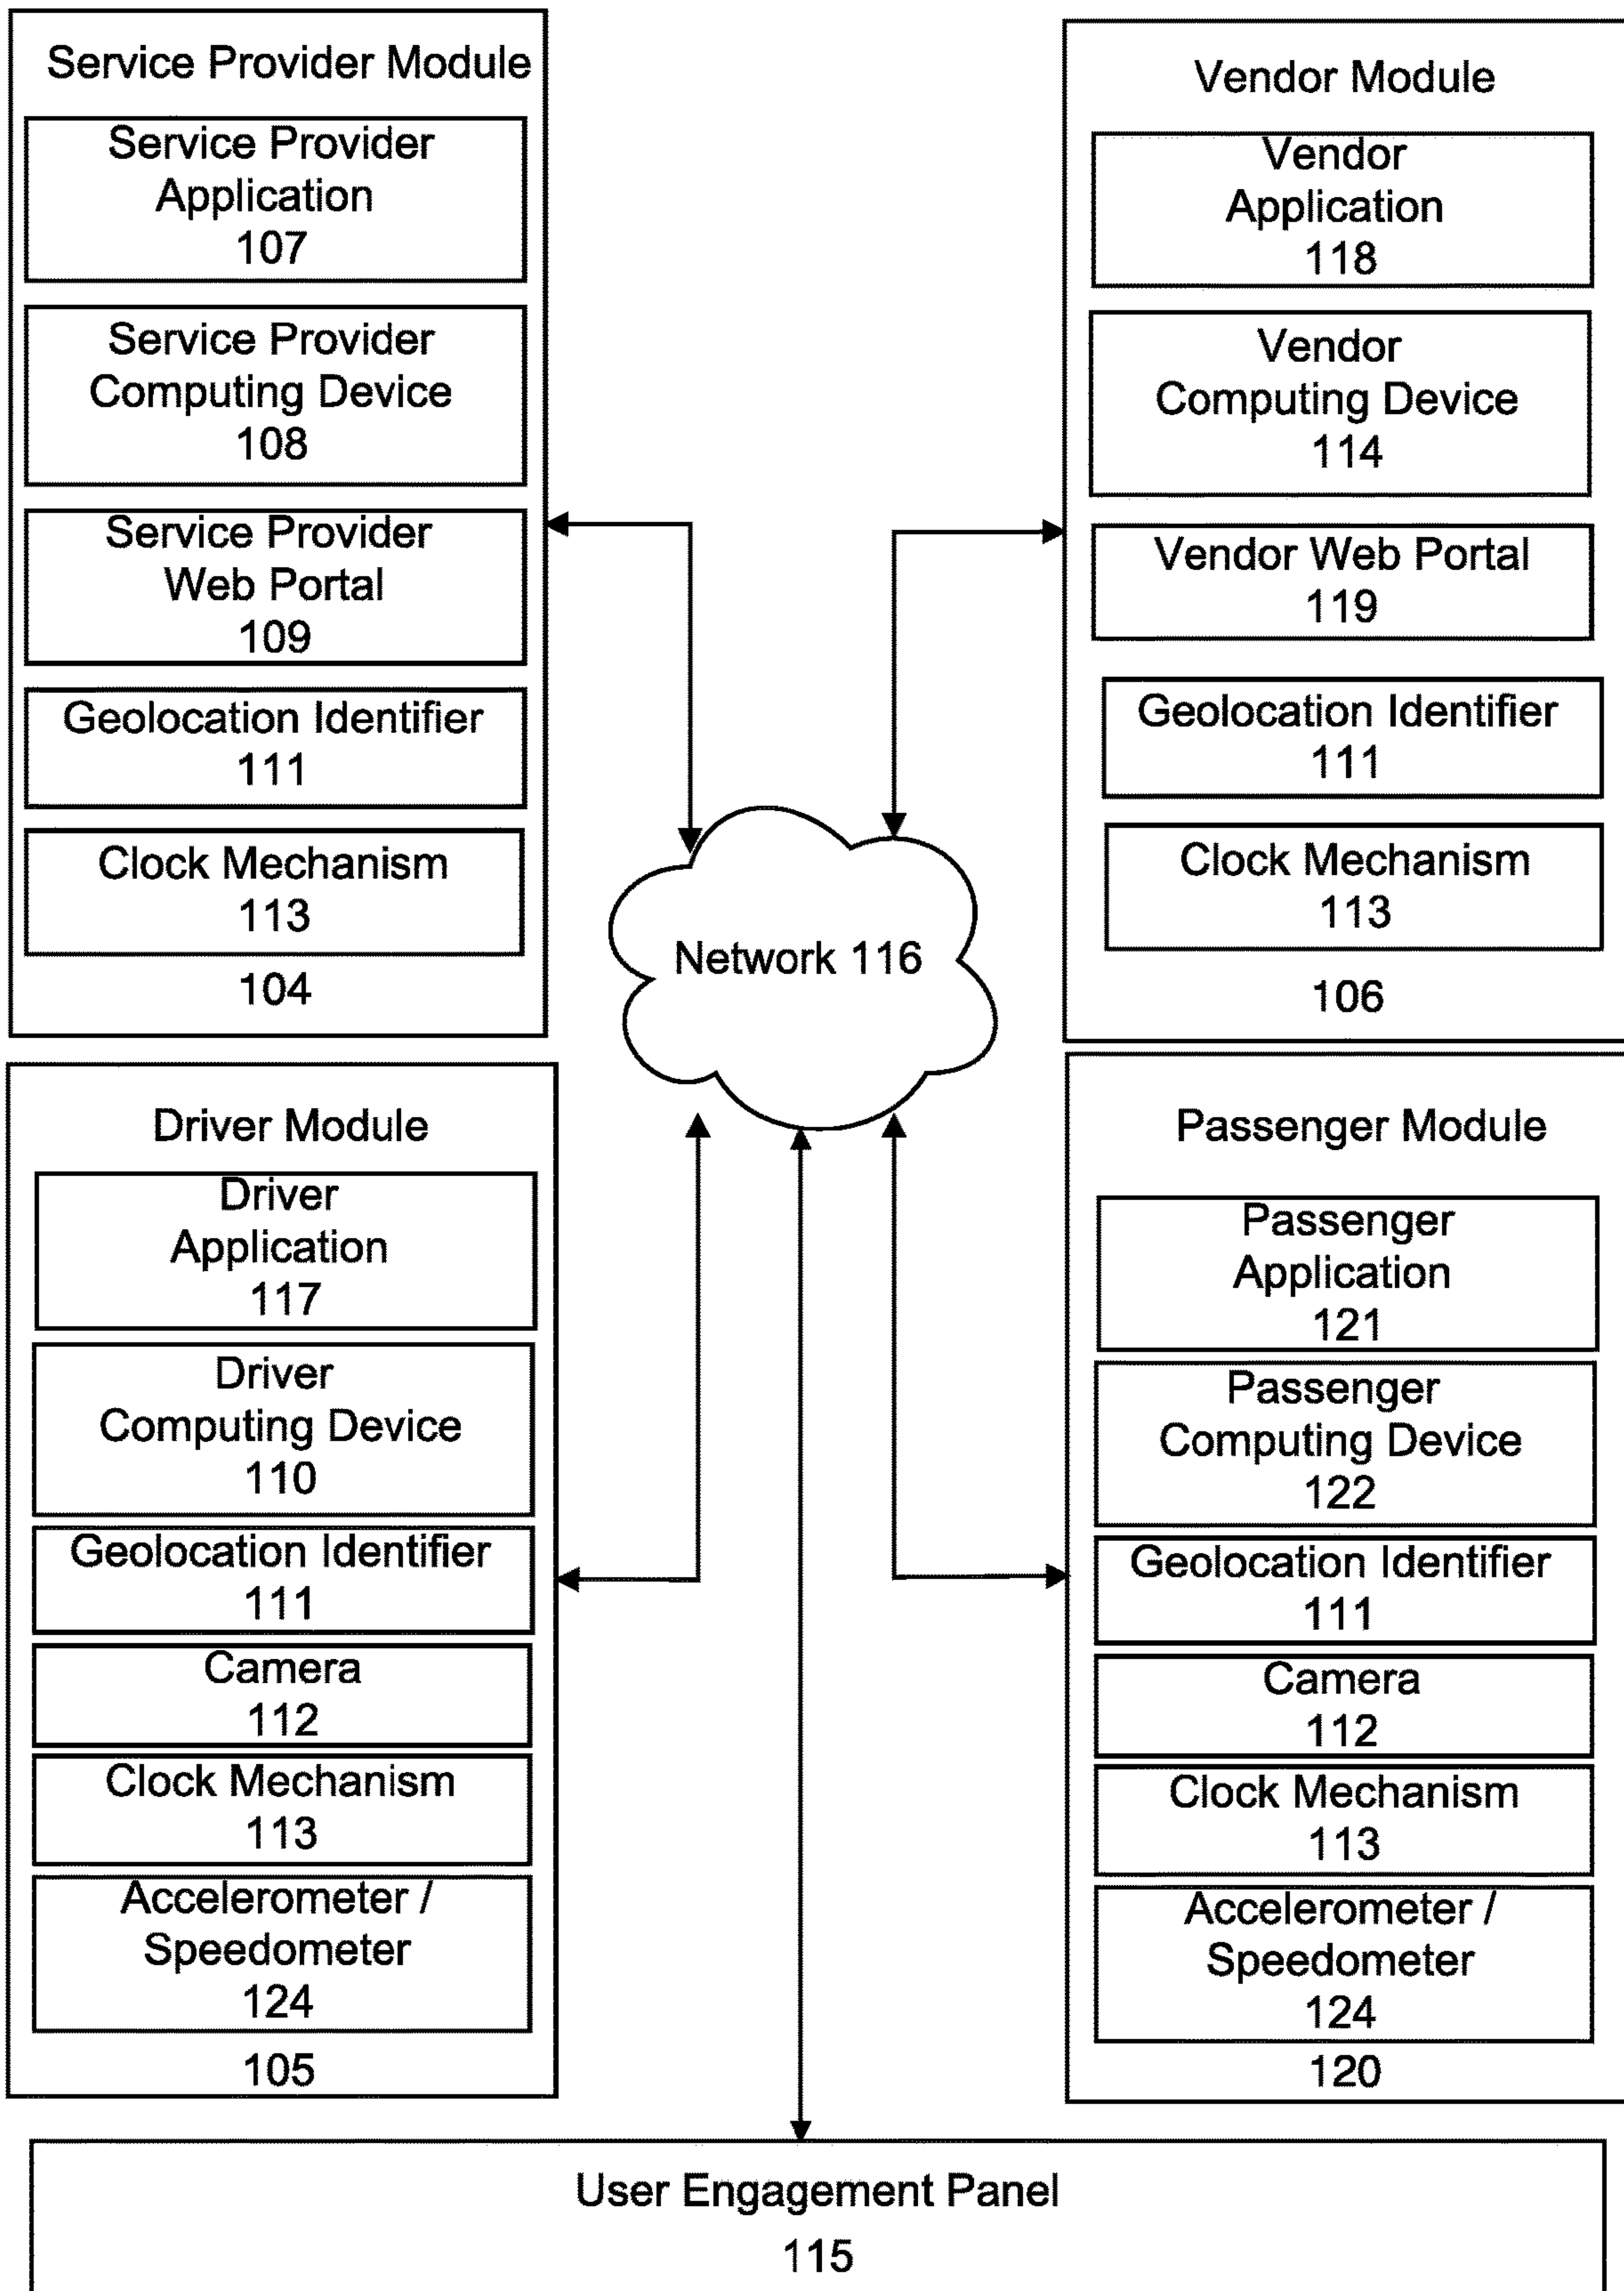 Service Provider Module
Service Provider
Application
107
Service Provider
Computing Device
108
Service Provider
Web Portal
109
Geolocation Identifier
111
Clock Mechanism
113
104
Vendor Module
Vendor
Application
118
Vendor
Computing Device
114
Vendor Web Portal
119
Geolocation Identifier
111
Clock Mechanism
113
106
Network 116
Driver Module
Driver
Application
117
Driver
Computing Device
110
Geolocation Identifier
111
Camera
112
Clock Mechanism
113
Accelerometer /
Speedometer
124
105
Passenger Module
Passenger
Application
121
Passenger
Computing Device
122
Geolocation Identifier
111
Camera
112
Clock Mechanism
113
Accelerometer /
Speedometer
124
120
User Engagement Panel
115